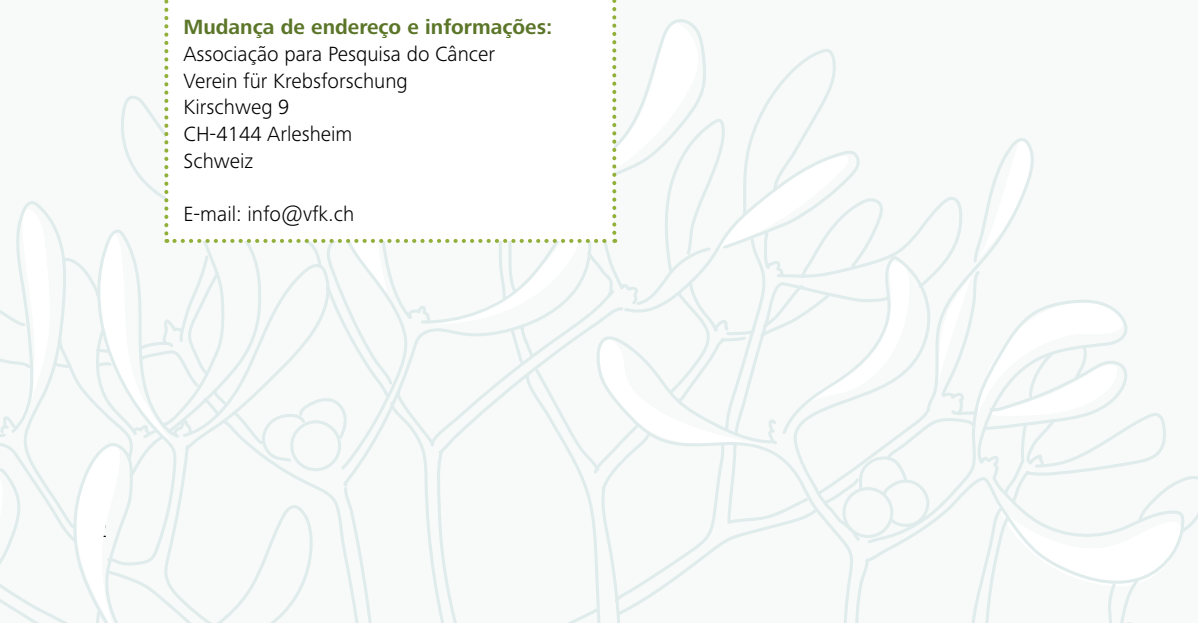 Mudança de endereço e informações:
Associação para Pesquisa do Câncer
Verein für Krebsforschung
Kirschweg 9
CH-4144 Arlesheim
Schweiz
E-mail: info@vfk.ch